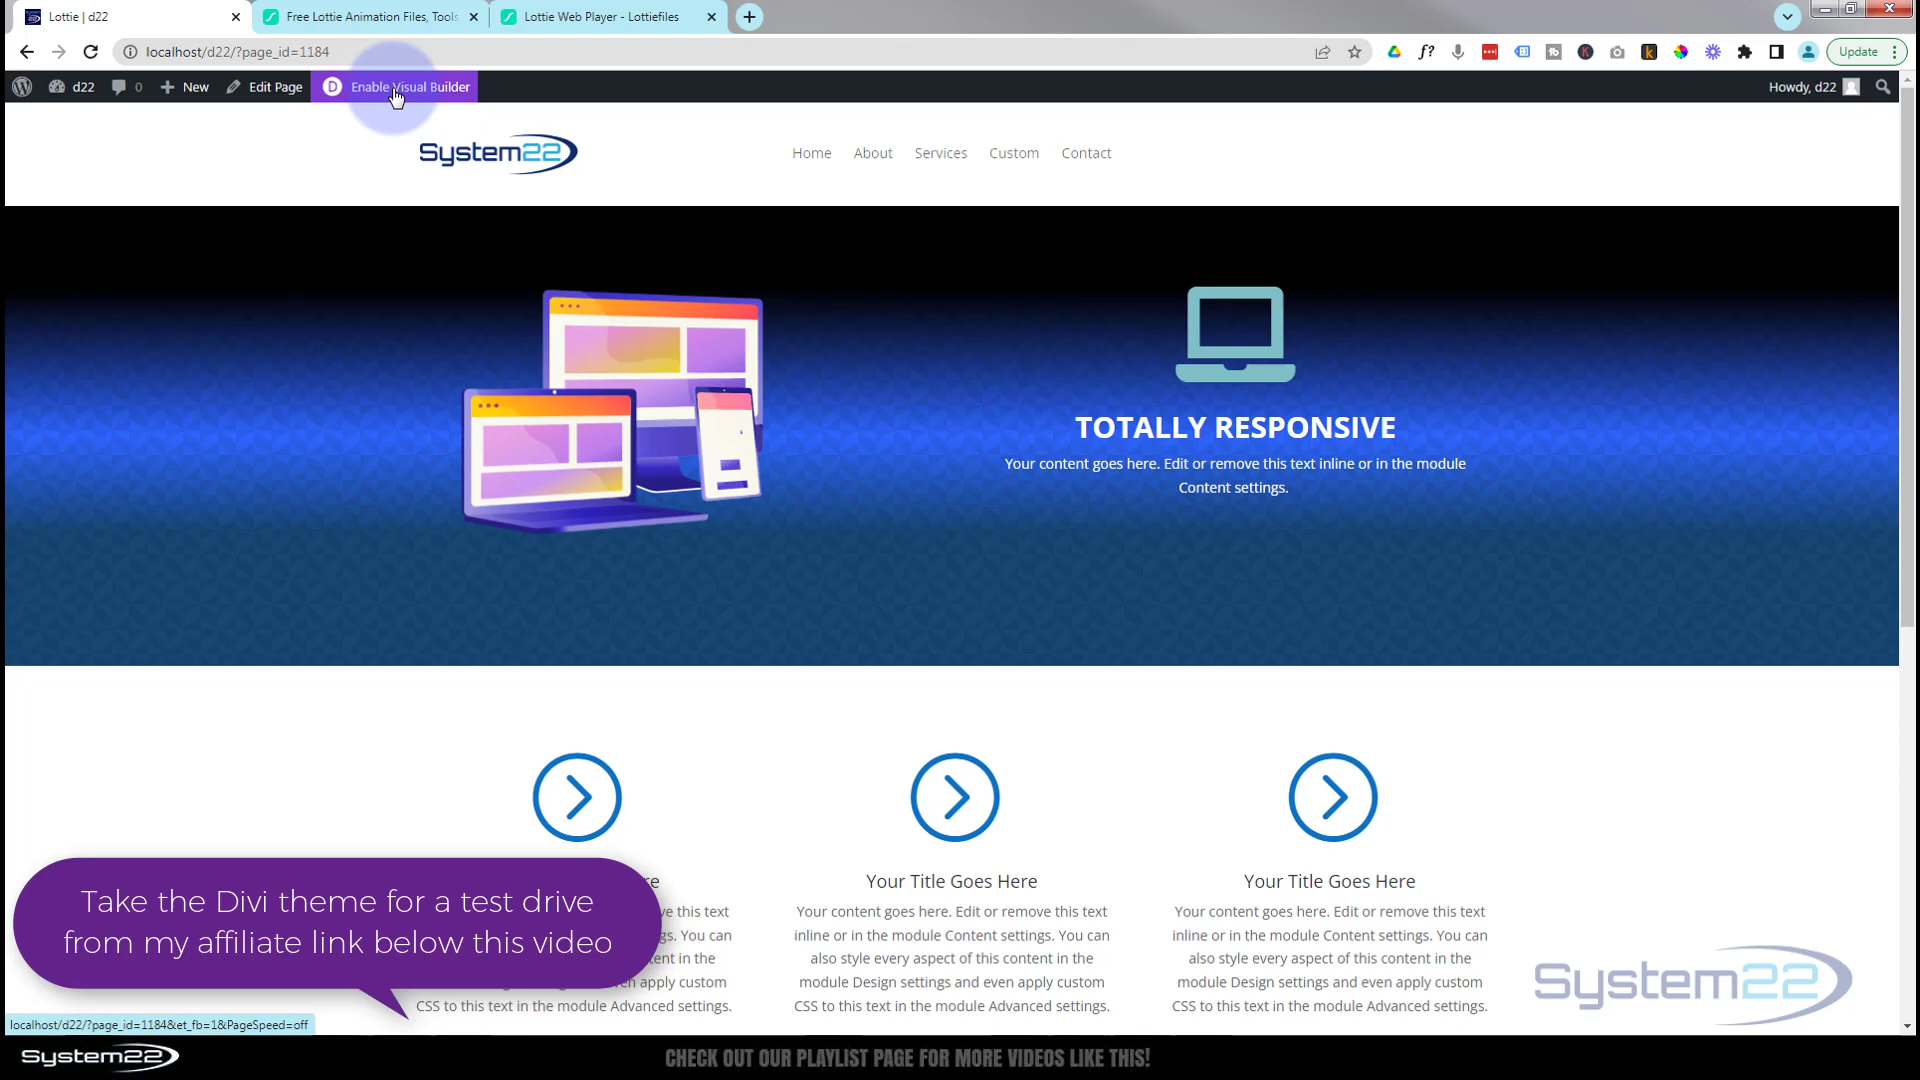 Lottie | d22
Free Lottie Animation Files, Tools
Lottie Web Player - Lottiefiles
localhost/d22/?page_id=1184
Update
d22
0
New
Edit Page
D
Enable Visual Builder
Howdy, d22
System22
Home
About
Services
Custom
Contact
TOTALLY RESPONSIVE
Your content goes here. Edit or remove this text inline or in the module
Content settings.
Take the Divi theme for a test drive
from my affiliate link below this video
re
ve this text
gs. You can
tent in the
en apply custom
CSS to this text in the module Advanced settings.
Your Title Goes Here
Your content goes here. Edit or remove this text
inline or in the module Content settings. You can
also style every aspect of this content in the
module Design settings and even apply custom
CSS to this text in the module Advanced settings.
Your Title Goes Here
Your content goes here. Edit or remove this text
inline or in the module Content settings. You can
also style every aspect of this content in the
module Design settings and even apply custom
CSS to this text in the module Advanced settings.
System22
localhost/d22/?page_id=1184&et_fb=1&PageSpeed=off
System22
CHECK OUT OUR PLAYLIST PAGE FOR MORE VIDEOS LIKE THIS!